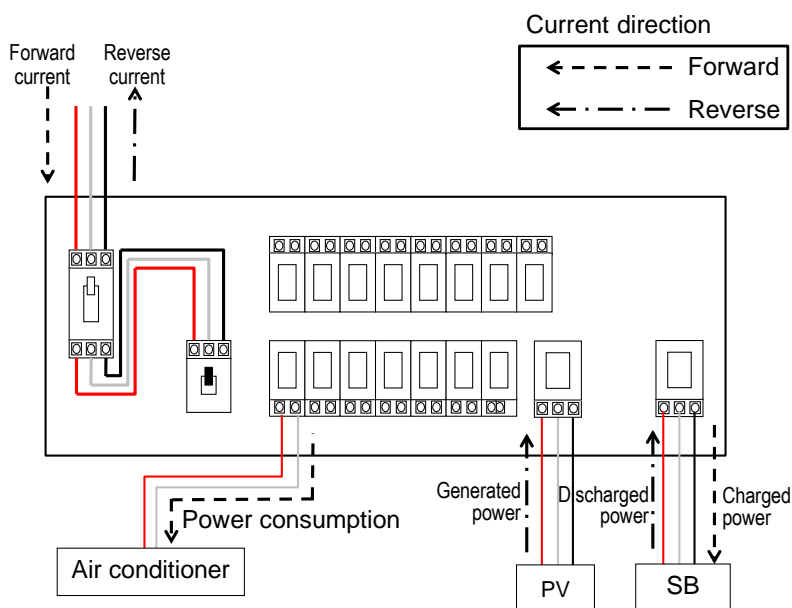 Current direction
Forward
Reverse
Forward
current
Reverse
current
Generated
power
Discharged
power
Charged
power
Power consumption
Air conditioner
PV
SB